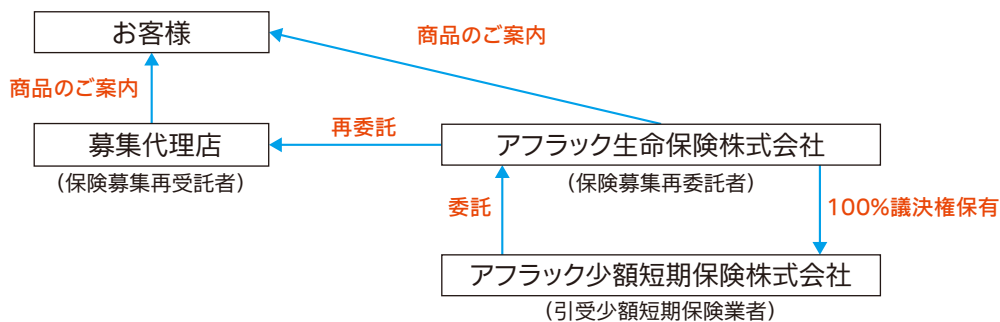 お客様
商品のご案内
商品のご案内
募集代理店
(保険募集再受託者)
再委託
アフラック生命保険株式会社
(保険募集再委託者)
委託
100%議決権保有
アフラック少額短期保険株式会社
(引受少額短期保険業者)